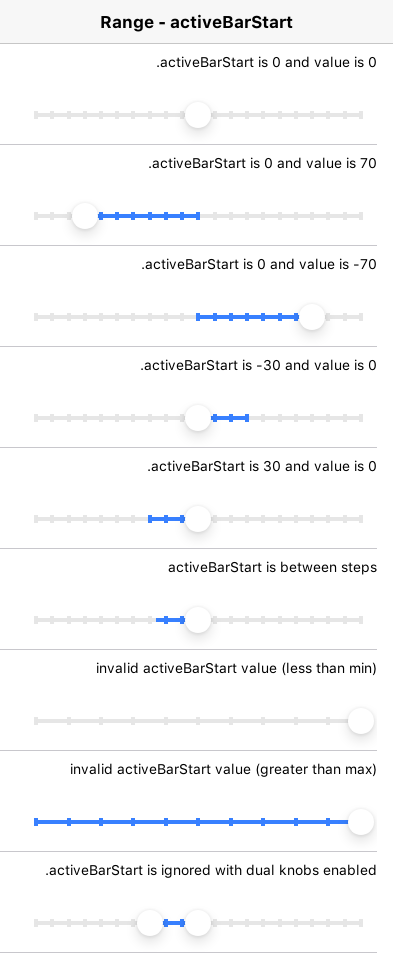 Range - activeBarStart
.activeBarStart is 0 and value is 0
.activeBarStart is 0 and value is 70
.activeBarStart is 0 and value is -70
.activeBarStart is -30 and value is 0
.activeBarStart is 30 and value is 0
activeBarStart is between steps
invalid activeBarStart value (less than min)
invalid activeBarStart value (greater than max)
.activeBarStart is ignored with dual knobs enabled